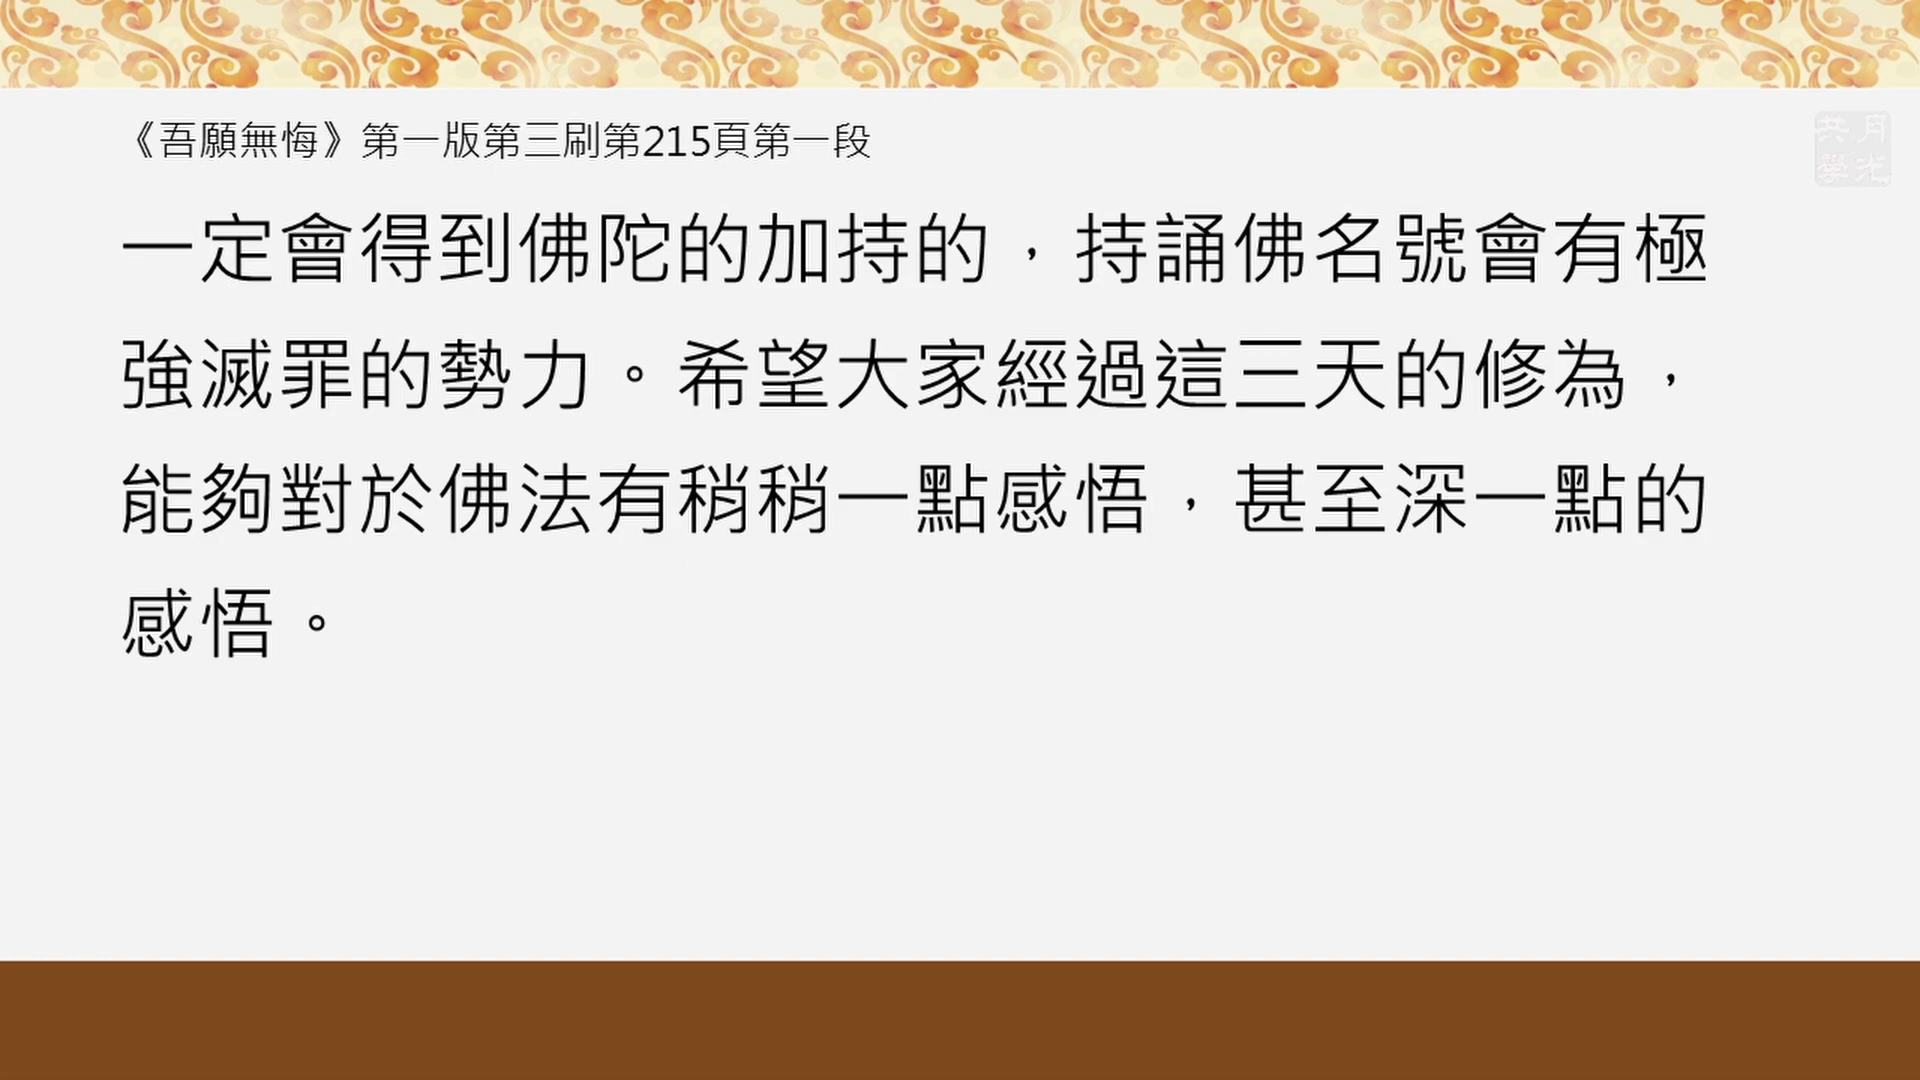 《吾願無悔》第一版第三刷第215頁第一段
月光
共學
一定會得到佛陀的加持的，持誦佛名號會有極
強滅罪的勢力。希望大家經過這三天的修為，
能夠對於佛法有稍稍一點感悟，甚至深一點的
感悟。